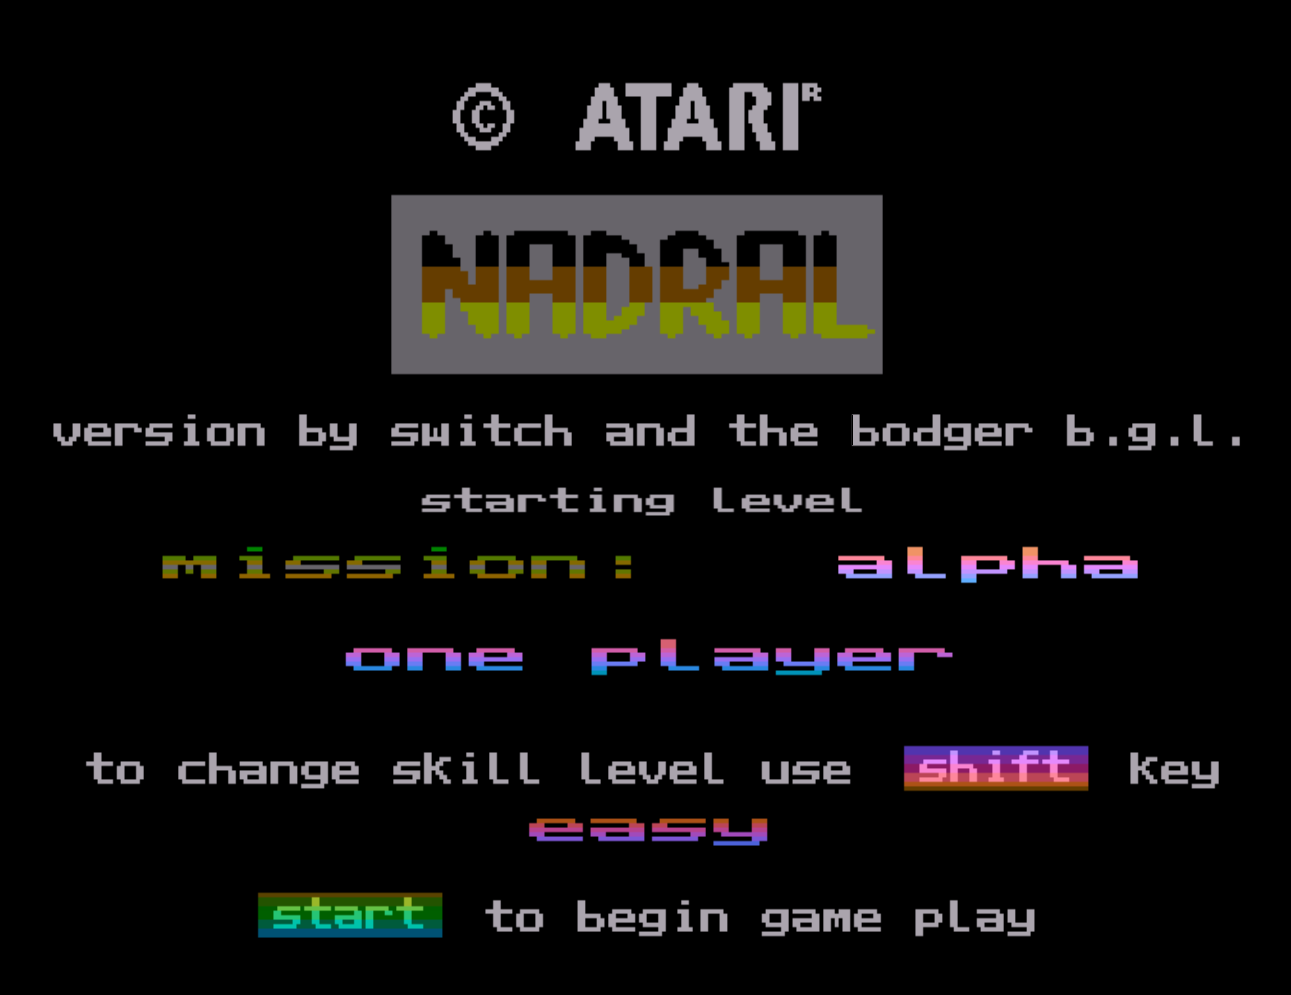 © ATARI R
NADRAL
version by switch and the bodger b.g.l.
starting level
mission: alpha
one player
to change skill level use shift key
easy
start to begin game play